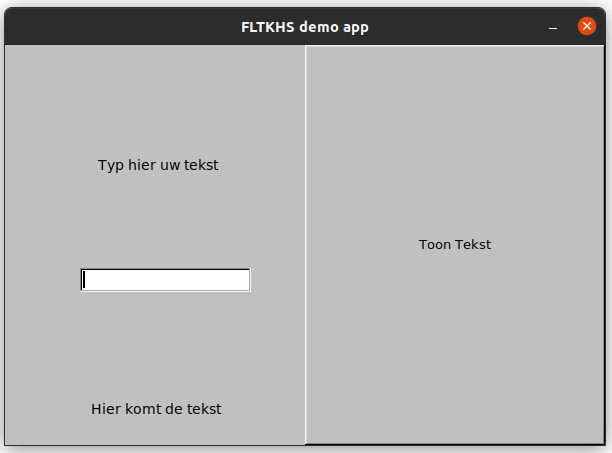 FLTKHS demo app
Typ hier uw tekst
Toon Tekst
Hier komt de tekst